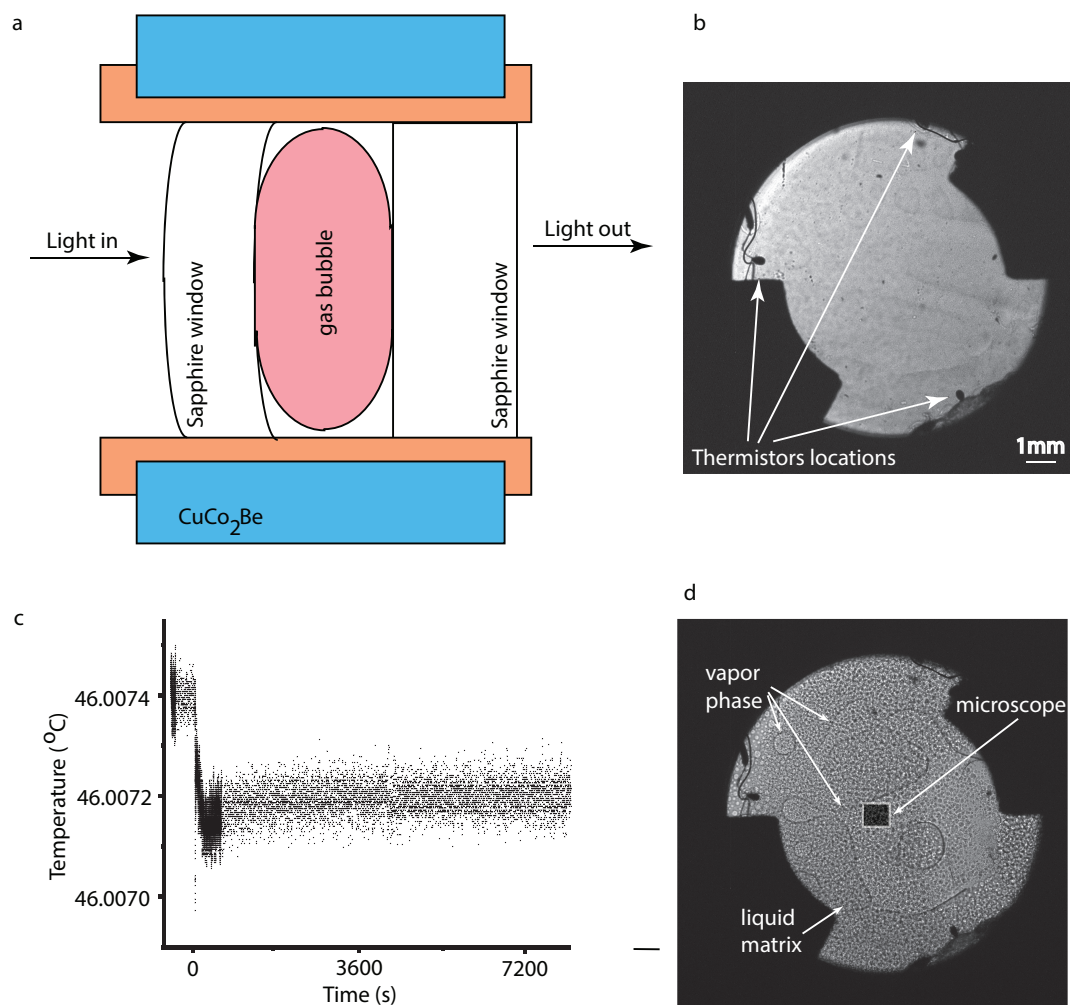 a
Light in
Sapphire window
gas bubble
Sapphire window
Light out
CuCo₂Be
b
Thermistors locations
1mm
c
Temperature (°C)
46.0074
46.0072
46.0070
0
3600
7200
Time (s)
d
vapor
phase
microscope
liquid
matrix